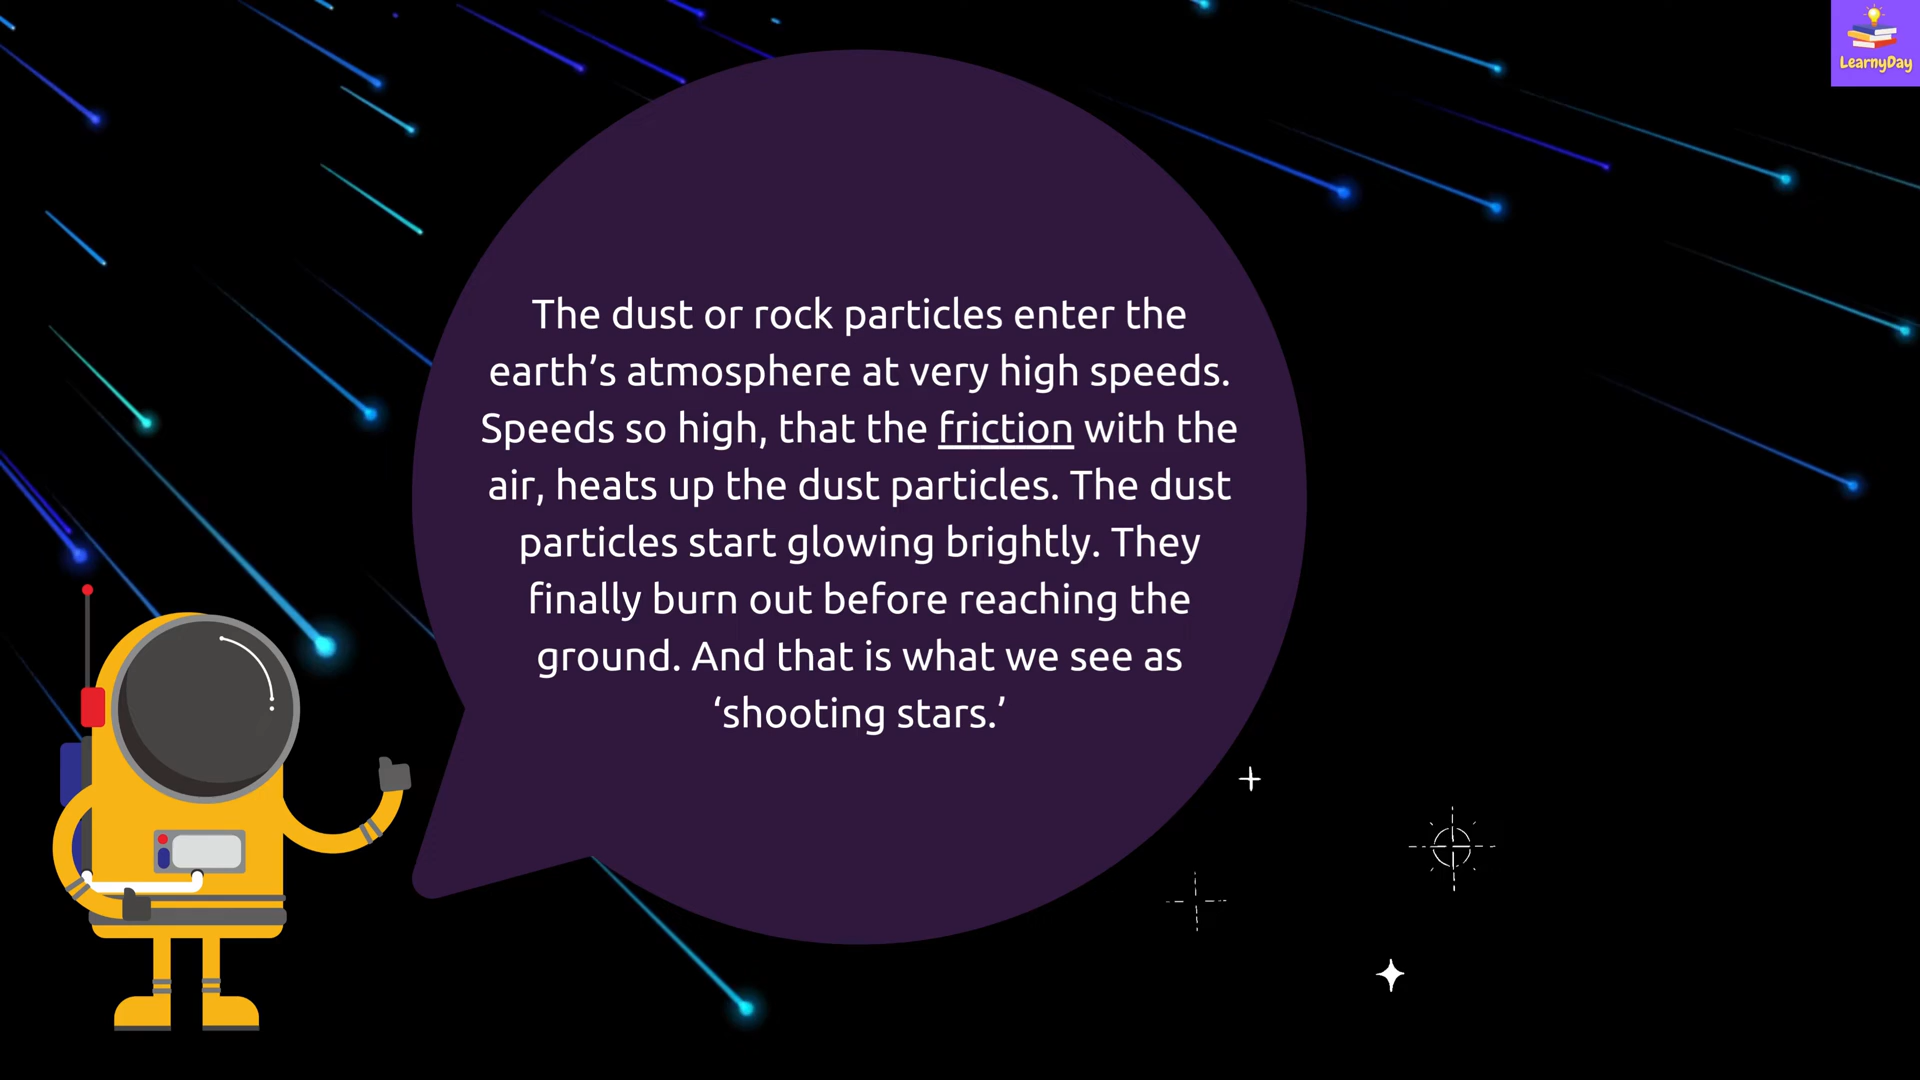 LearnyDay
The dust or rock particles enter the
earth’s atmosphere at very high speeds.
Speeds so high, that the friction with the
air, heats up the dust particles. The dust
particles start glowing brightly. They
finally burn out before reaching the
ground. And that is what we see as
‘shooting stars.’